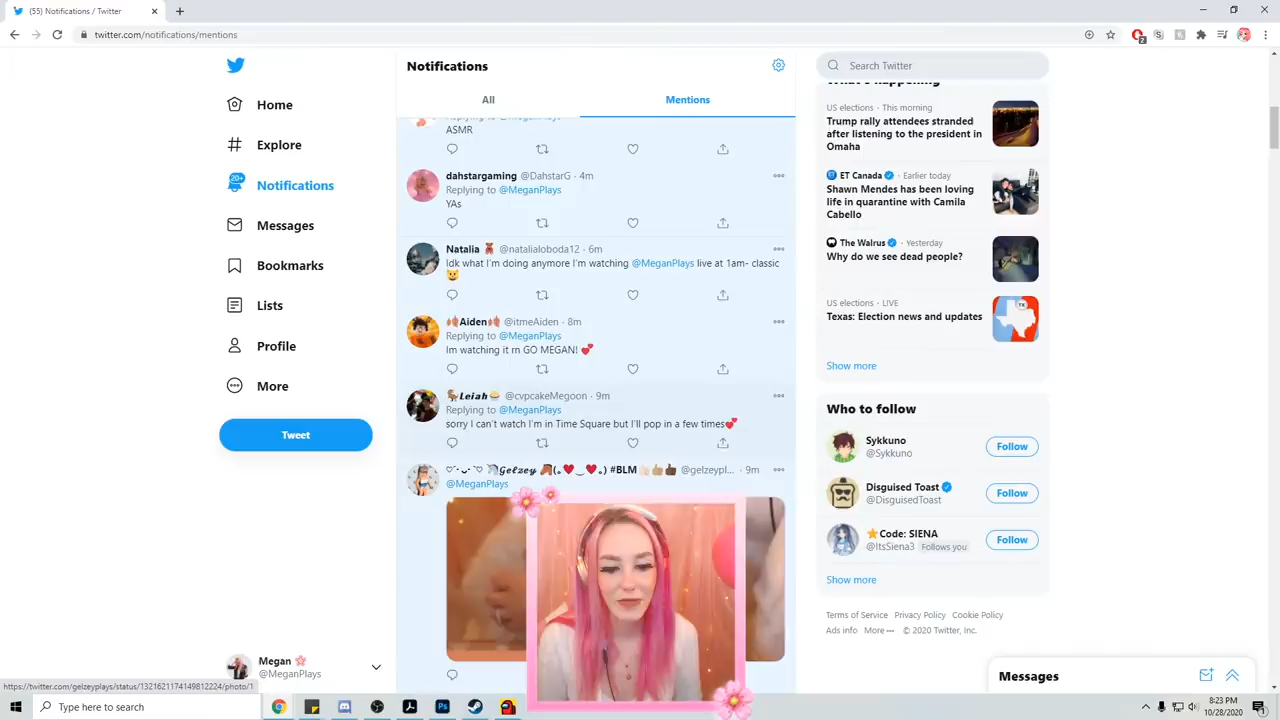 (55) Notifications / Twitter
twitter.com/notifications/mentions
2
Home
Explore
20+
Notifications
Messages
Bookmarks
Lists
Profile
More
Tweet
Megan
@MeganPlays
https://twitter.com/gelzeyplays/status/1321621174149812224/photo/1
Notifications
All
Mentions
ASMR
dahstargaming @DahstarG · 4m
Replying to @MeganPlays
YAs
Natalia @natalialoboda12 · 6m
Idk what I'm doing anymore I'm watching @MeganPlays live at 1am- classic
Aiden @itmeAiden · 8m
Replying to @MeganPlays
Im watching it rn GO MEGAN!
Leiah @cvpcakeMegoon · 9m
Replying to @MeganPlays
sorry I can't watch I'm in Time Square but I'll pop in a few times
Gelzey #BLM @gelzeypl... · 9m
@MeganPlays
Search Twitter
What's happening
US elections · This morning
Trump rally attendees stranded
after listening to the president in
Omaha
ET Canada · Earlier today
Shawn Mendes has been loving
life in quarantine with Camila
Cabello
The Walrus · Yesterday
Why do we see dead people?
US elections · LIVE
Texas: Election news and updates
TX
Show more
Who to follow
Sykkuno
@Sykkuno
Follow
Disguised Toast
@DisguisedToast
Follow
Code: SIENA
@ItsSiena3 Follows you
Follow
Show more
Terms of Service Privacy Policy Cookie Policy
Ads info More © 2020 Twitter, Inc.
Messages
Type here to search
8:23 PM
10/28/2020